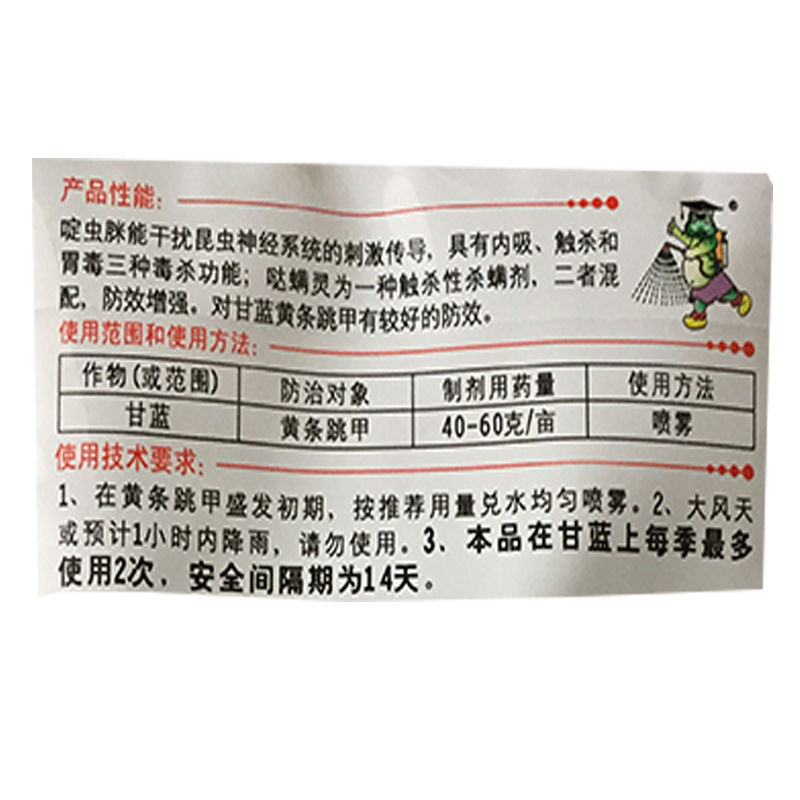 产品性能:
啶虫脒能干扰昆虫神经系统的刺激传导，具有内吸、触杀和
胃毒三种毒杀功能；哒螨灵为一种触杀性杀螨剂，二者混
配，防效增强。对甘蓝黄条跳甲有较好的防效。
使用范围和使用方法:
作物(或范围) 防治对象 制剂用药量 使用方法
甘蓝 黄条跳甲 40-60克/亩 喷雾
使用技术要求:
1、在黄条跳甲盛发初期，按推荐用量兑水均匀喷雾。2、大风天
或预计1小时内降雨，请勿使用。3、本品在甘蓝上每季最多
使用2次，安全间隔期为14天。